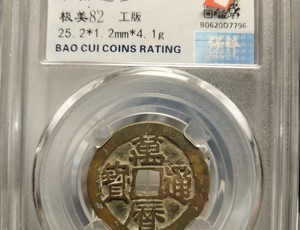 极美82 工版
25.2*1.2mm*4.1g
B0620D7796
BAO CUI COINS RATING
萬
寶 通
曆